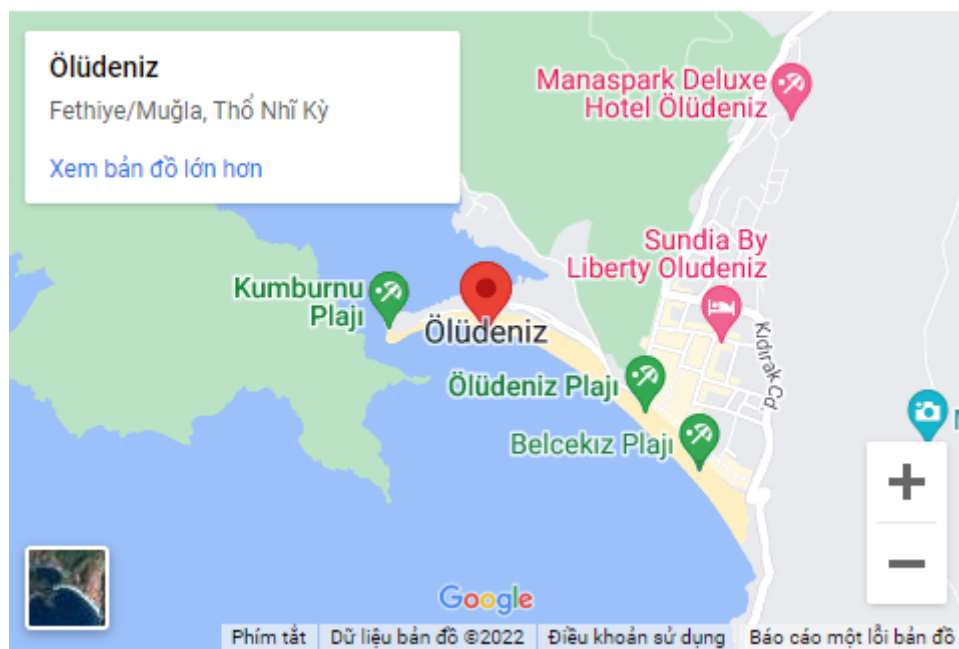 Ölüdeniz
Fethiye/Muğla, Thổ Nhĩ Kỳ
Xem bản đồ lớn hơn
Manaspark Deluxe
Hotel Ölüdeniz
Sundia By
Liberty Oludeniz
Kumburnu
Plajı
Ölüdeniz
Kıdırak Cd.
Ölüdeniz Plajı
Belcekız Plajı
Google
Phím tắt
Dữ liệu bản đồ ©2022
Điều khoản sử dụng
Báo cáo một lỗi bản đồ